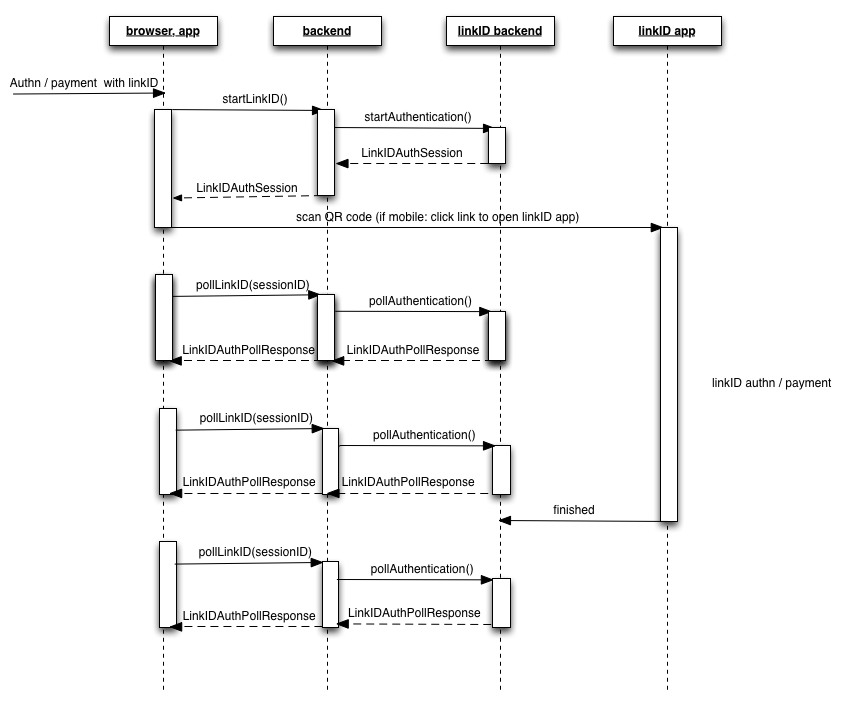 browser, app
backend
linkID backend
linkID app
Authn / payment with linkID
startLinkID()
startAuthentication()
LinkIDAuthSession
LinkIDAuthSession
scan QR code (if mobile: click link to open linkID app)
pollLinkID(sessionID)
pollAuthentication()
LinkIDAuthPollResponse
LinkIDAuthPollResponse
linkID authn / payment
pollLinkID(sessionID)
pollAuthentication()
LinkIDAuthPollResponse
LinkIDAuthPollResponse
finished
pollLinkID(sessionID)
pollAuthentication()
LinkIDAuthPollResponse
LinkIDAuthPollResponse